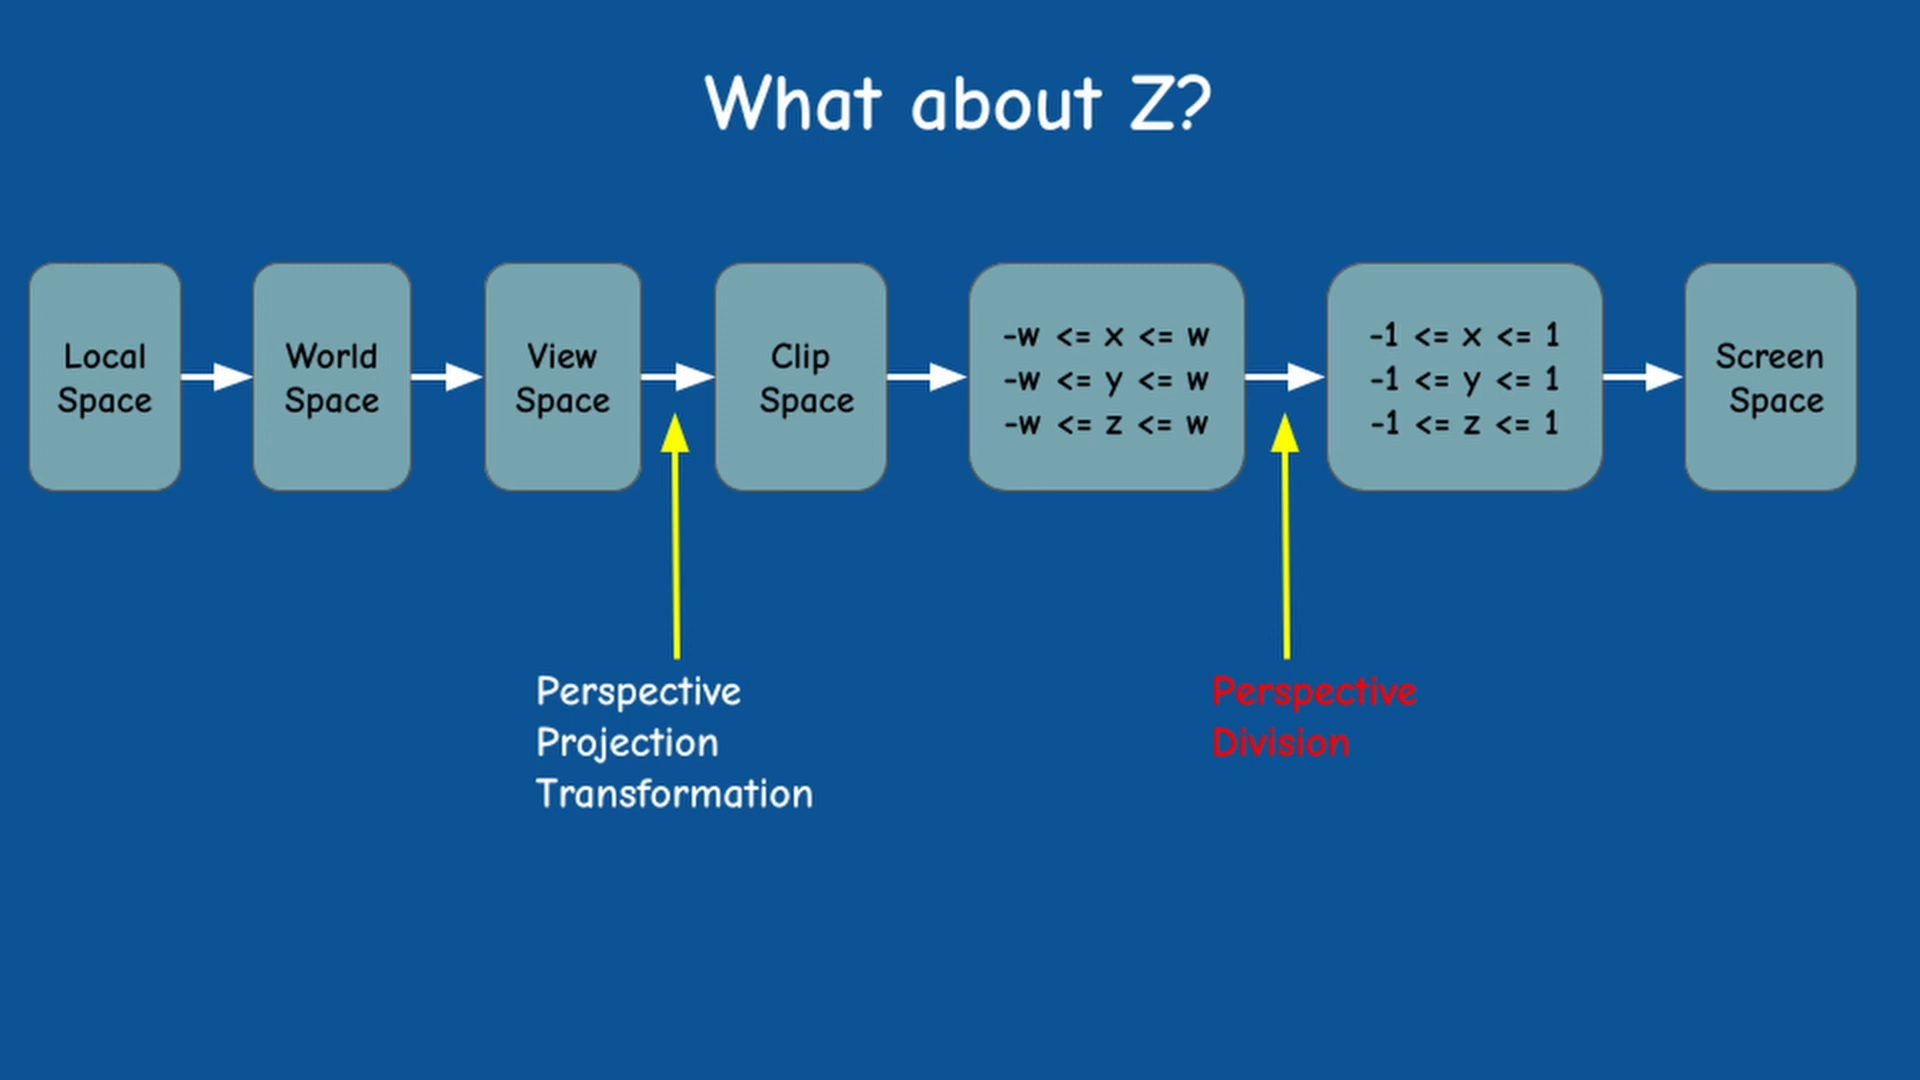 What about Z?
Local
Space
World
Space
View
Space
Clip
Space
-w <= x <= w
-w <= y <= w
-w <= z <= w
-1 <= x <= 1
-1 <= y <= 1
-1 <= z <= 1
Screen
Space
Perspective
Projection
Transformation
Perspective
Division